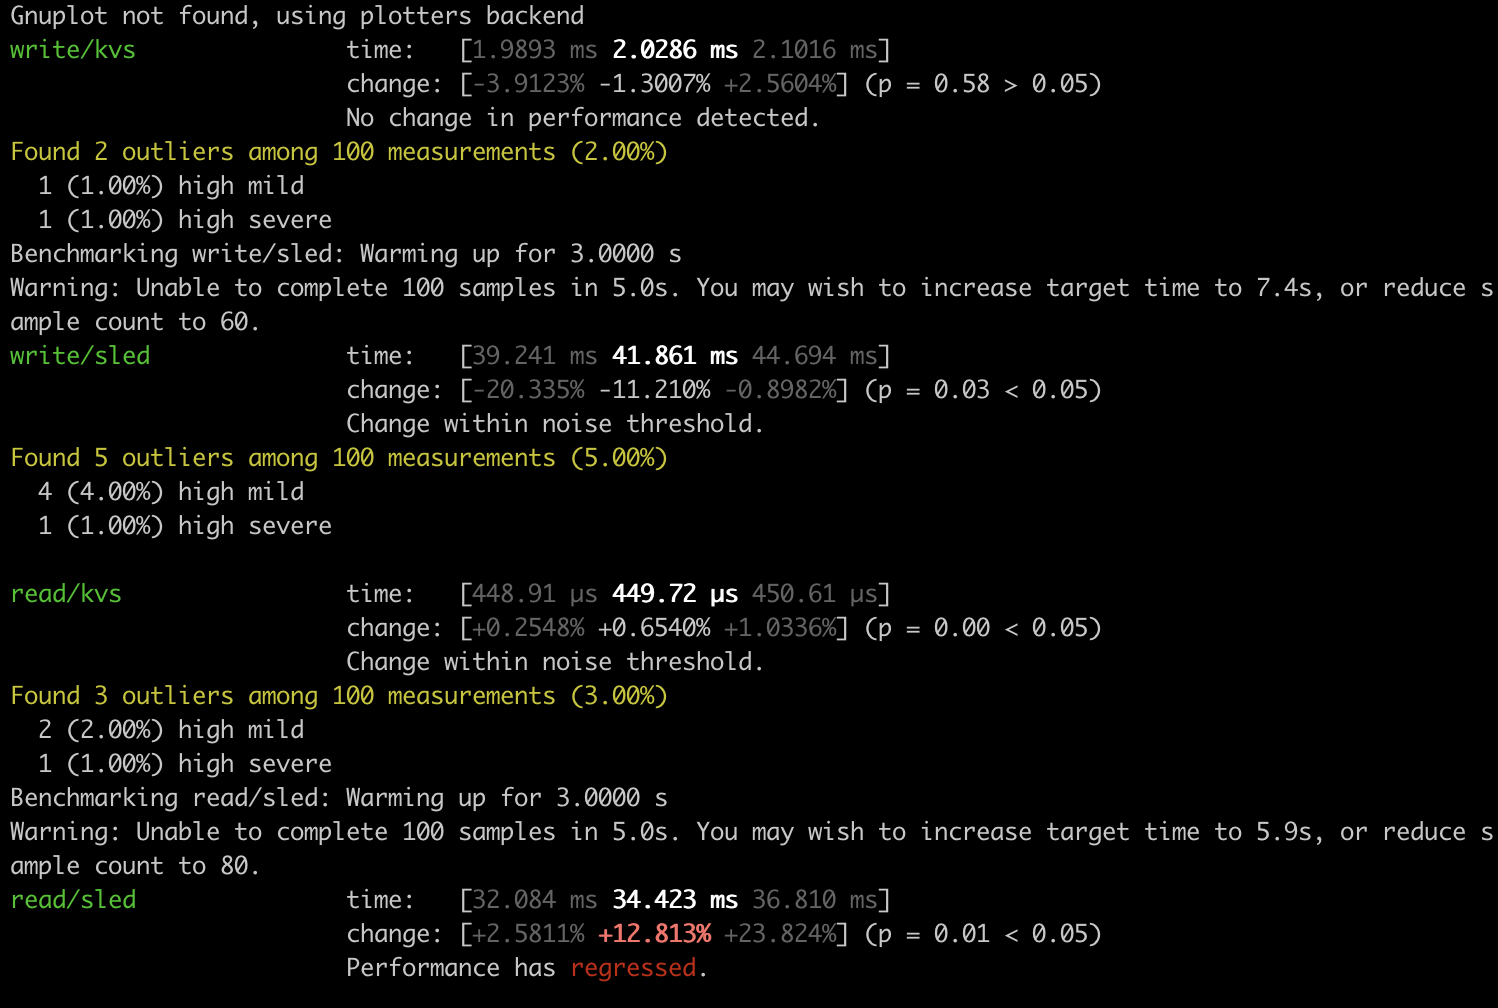 Gnuplot not found, using plotters backend
write/kvs               time:   [1.9893 ms 2.0286 ms 2.1016 ms]
                        change: [-3.9123% -1.3007% +2.5604%] (p = 0.58 > 0.05)
                        No change in performance detected.
Found 2 outliers among 100 measurements (2.00%)
  1 (1.00%) high mild
  1 (1.00%) high severe
Benchmarking write/sled: Warming up for 3.0000 s
Warning: Unable to complete 100 samples in 5.0s. You may wish to increase target time to 7.4s, or reduce s
ample count to 60.
write/sled              time:   [39.241 ms 41.861 ms 44.694 ms]
                        change: [-20.335% -11.210% -0.8982%] (p = 0.03 < 0.05)
                        Change within noise threshold.
Found 5 outliers among 100 measurements (5.00%)
  4 (4.00%) high mild
  1 (1.00%) high severe

read/kvs                time:   [448.91 µs 449.72 µs 450.61 µs]
                        change: [+0.2548% +0.6540% +1.0336%] (p = 0.00 < 0.05)
                        Change within noise threshold.
Found 3 outliers among 100 measurements (3.00%)
  2 (2.00%) high mild
  1 (1.00%) high severe
Benchmarking read/sled: Warming up for 3.0000 s
Warning: Unable to complete 100 samples in 5.0s. You may wish to increase target time to 5.9s, or reduce s
ample count to 80.
read/sled               time:   [32.084 ms 34.423 ms 36.810 ms]
                        change: [+2.5811% +12.813% +23.824%] (p = 0.01 < 0.05)
                        Performance has regressed.